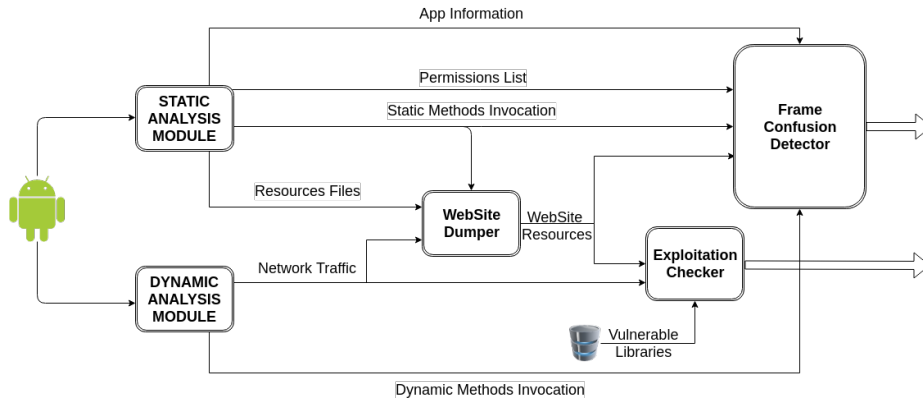 App Information
Permissions List
STATIC
ANALYSIS
MODULE
Static Methods Invocation
Frame
Confusion
Detector
Resources Files
WebSite
Dumper
WebSite
Resources
Network Traffic
Exploitation
Checker
DYNAMIC
ANALYSIS
MODULE
Vulnerable
Libraries
Dynamic Methods Invocation